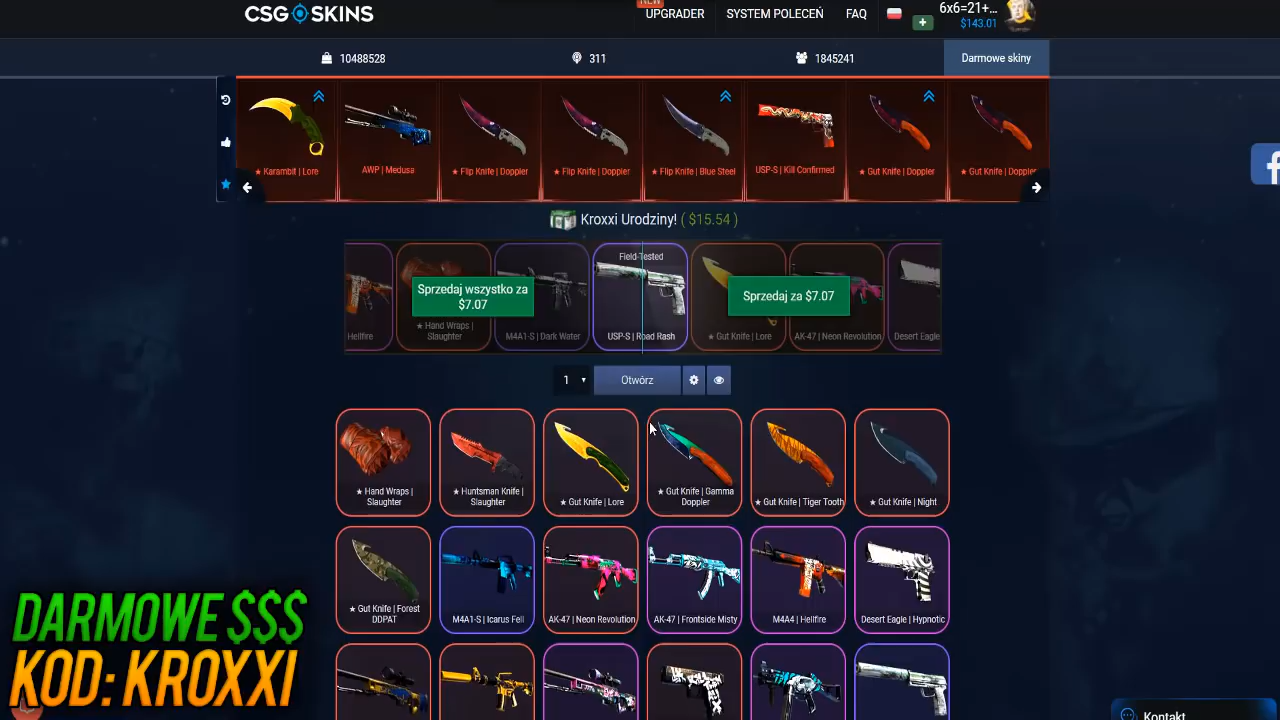 CSGOSKINS
NEW
UPGRADER
SYSTEM POLECEŃ
FAQ
6x6=21+...
$143.01
10488528
311
1845241
Darmowe skiny
★ Karambit | Lore
AWP | Medusa
★ Flip Knife | Doppler
★ Flip Knife | Doppler
★ Flip Knife | Blue Steel
USP-S | Kill Confirmed
★ Gut Knife | Doppler
★ Gut Knife | Doppler
Kroxxi Urodziny! ( $15.54 )
Hellfire
Sprzedaj wszystko za
$7.07
★ Hand Wraps |
Slaughter
M4A1-S | Dark Water
Field-Tested
USP-S | Road Rash
Sprzedaj za $7.07
★ Gut Knife | Lore
AK-47 | Neon Revolution
Desert Eagle
1
Otwórz
★ Hand Wraps |
Slaughter
★ Huntsman Knife |
Slaughter
★ Gut Knife | Lore
★ Gut Knife | Gamma
Doppler
★ Gut Knife | Tiger Tooth
★ Gut Knife | Night
★ Gut Knife | Forest
DDPAT
M4A1-S | Icarus Fell
AK-47 | Neon Revolution
AK-47 | Frontside Misty
M4A4 | Hellfire
Desert Eagle | Hypnotic
DARMOWE $$$
KOD: KROXXI
Kontakt